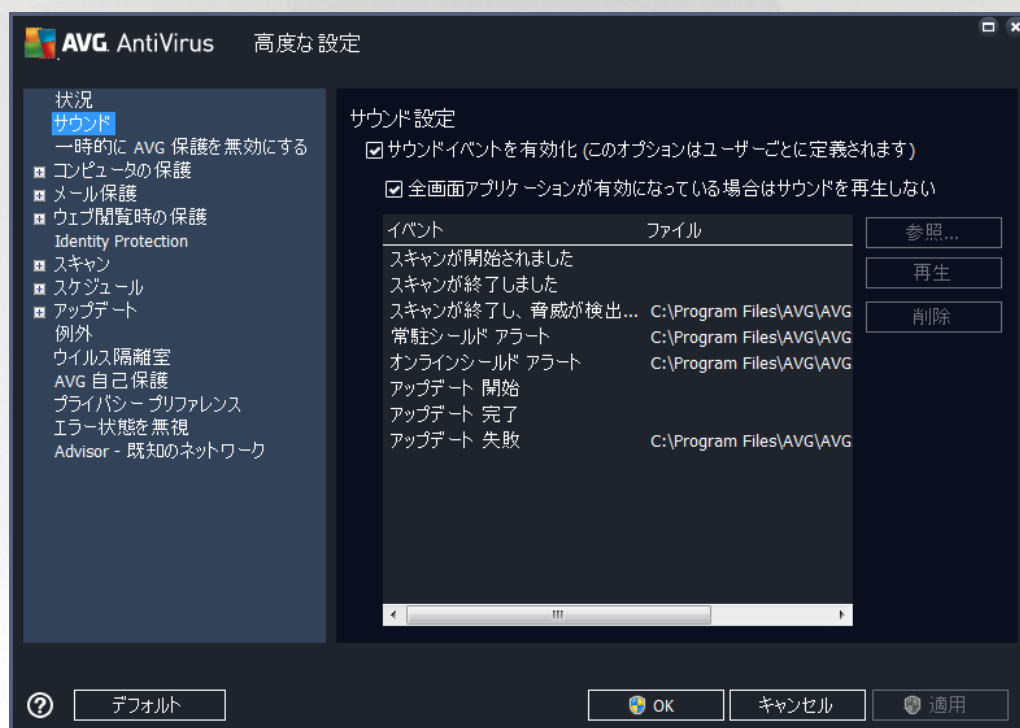 AVG. AntiVirus 高度な設定
状況
サウンド
一時的に AVG 保護を無効にする
コンピュータの保護
メール保護
ウェブ閲覧時の保護
Identity Protection
スキャン
スケジュール
アップデート
例外
ウイルス隔離室
AVG 自己保護
プライバシー プリファレンス
エラー状態を無視
Advisor - 既知のネットワーク
サウンド設定
サウンドイベントを有効化 (このオプションはユーザーごとに定義されます)
全画面アプリケーションが有効になっている場合はサウンドを再生しない
イベント ファイル
スキャンが開始されました
スキャンが終了しました
スキャンが終了し、脅威が検出... C:\Program Files\AVG\AVG
常駐シールド アラート C:\Program Files\AVG\AVG
オンラインシールド アラート C:\Program Files\AVG\AVG
アップデート 開始
アップデート 完了
アップデート 失敗 C:\Program Files\AVG\AVG
参照...
再生
削除
デフォルト
OK
キャンセル
適用